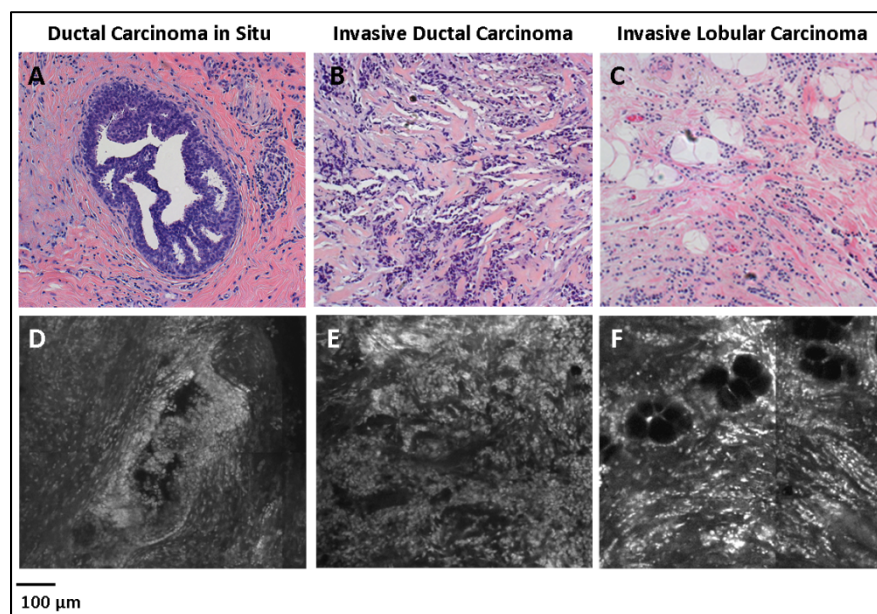 Ductal Carcinoma in Situ
Invasive Ductal Carcinoma
Invasive Lobular Carcinoma
A
B
C
D
E
F
100 µm